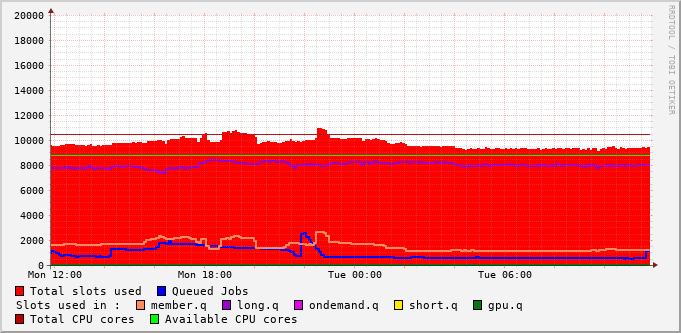 20000
18000
16000
14000
12000
10000
8000
6000
4000
2000
0
Mon 12:00 Mon 18:00 Tue 00:00 Tue 06:00
Total slots used Queued Jobs
Slots used in : member.q long.q ondemand.q short.q gpu.q
Total CPU cores Available CPU cores
RRDTOOL / TOBI OETIKER